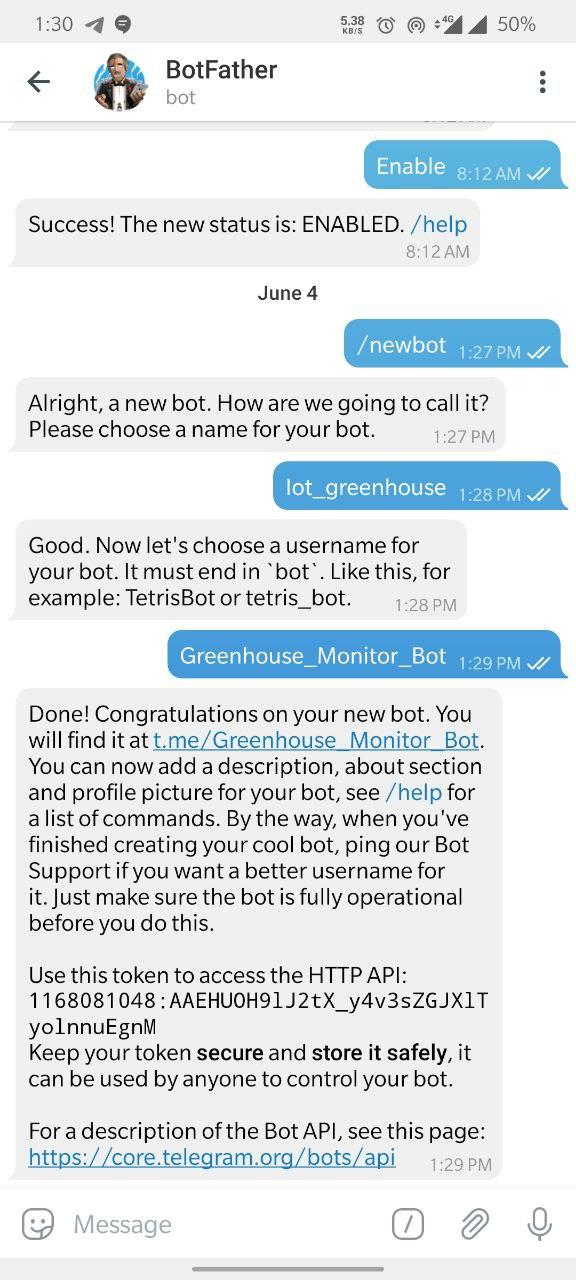 1:30
5.38
KB/S
4G
50%
BotFather
bot
Enable 8:12 AM
Success! The new status is: ENABLED. /help
8:12 AM
June 4
/newbot 1:27 PM
Alright, a new bot. How are we going to call it?
Please choose a name for your bot. 1:27 PM
Iot_greenhouse 1:28 PM
Good. Now let's choose a username for
your bot. It must end in `bot`. Like this, for
example: TetrisBot or tetris_bot. 1:28 PM
Greenhouse_Monitor_Bot 1:29 PM
Done! Congratulations on your new bot. You
will find it at t.me/Greenhouse_Monitor_Bot.
You can now add a description, about section
and profile picture for your bot, see /help for
a list of commands. By the way, when you've
finished creating your cool bot, ping our Bot
Support if you want a better username for
it. Just make sure the bot is fully operational
before you do this.
Use this token to access the HTTP API:
1168081048:AAEHUOH9lJ2tX_y4v3sZGJXlT
yolnnuEgnM
Keep your token secure and store it safely, it
can be used by anyone to control your bot.
For a description of the Bot API, see this page:
https://core.telegram.org/bots/api 1:29 PM
Message